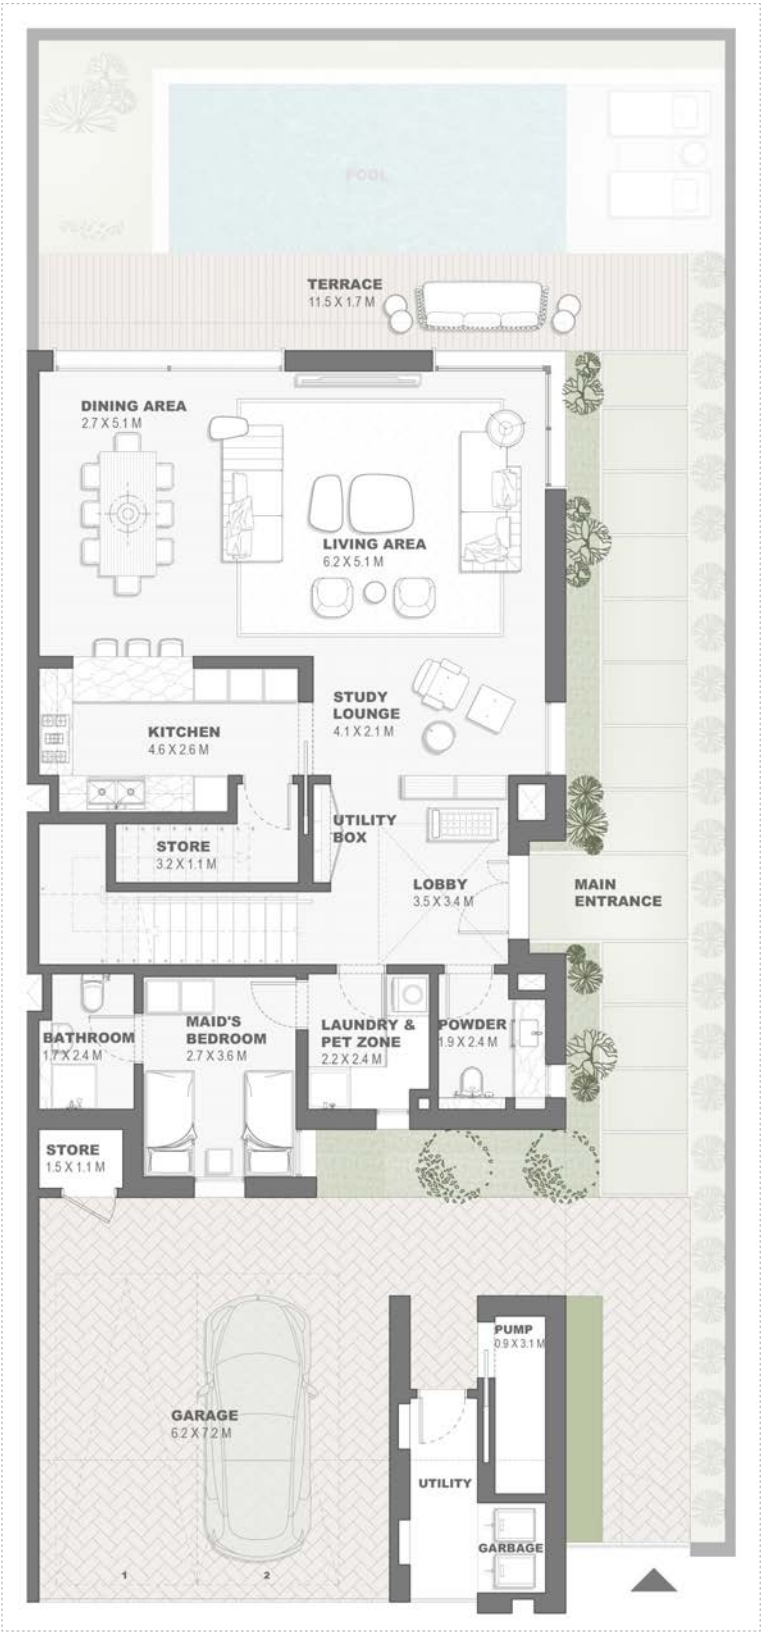 POOL
TERRACE
11.5 X 1.7 M
DINING AREA
2.7 X 5.1 M
LIVING AREA
6.2 X 5.1 M
STUDY
LOUNGE
4.1 X 2.1 M
KITCHEN
4.6 X 2.6 M
UTILITY
BOX
STORE
3.2 X 1.1 M
LOBBY
3.5 X 3.4 M
MAIN
ENTRANCE
BATHROOM
1.7 X 2.4 M
MAID'S
BEDROOM
2.7 X 3.6 M
LAUNDRY &
PET ZONE
2.2 X 2.4 M
POWDER
1.9 X 2.4 M
STORE
1.5 X 1.1 M
PUMP
0.9 X 3.1 M
GARAGE
6.2 X 7.2 M
UTILITY
GARBAGE
1
2